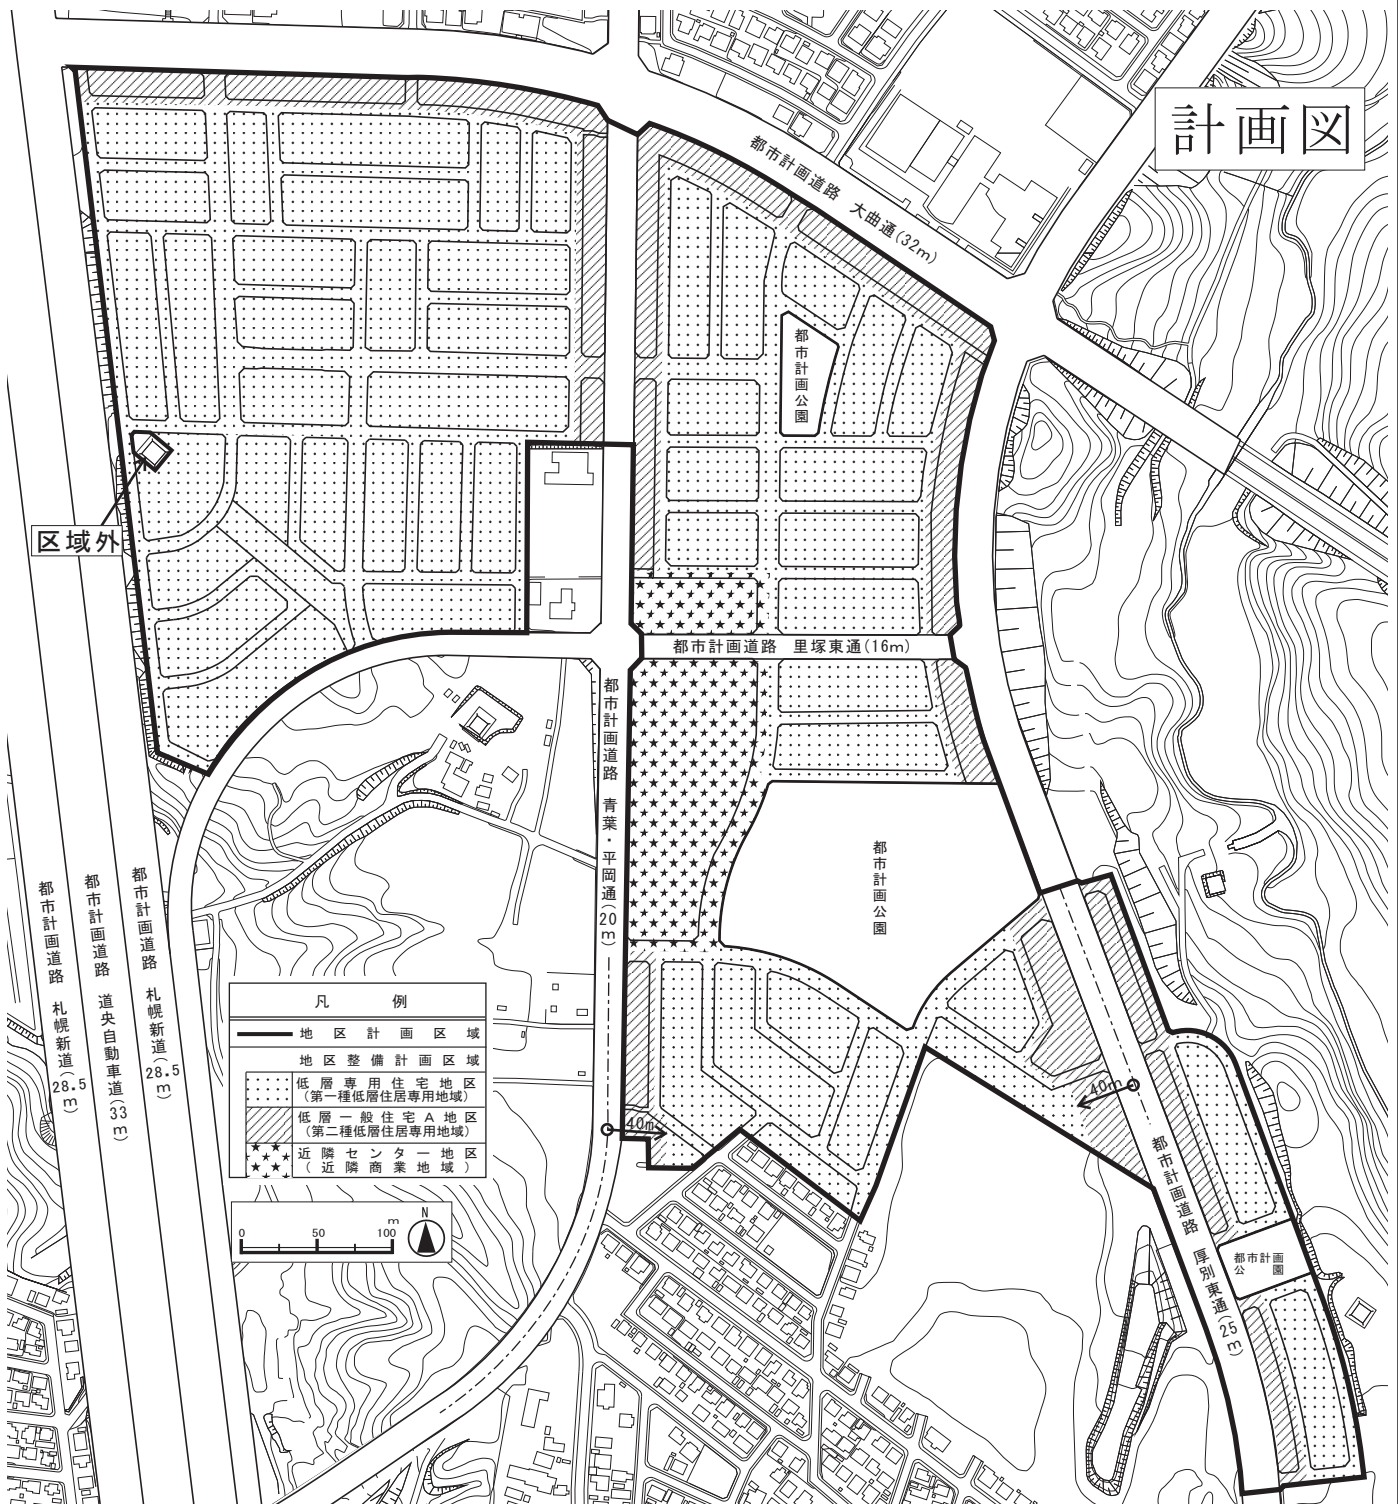 計画図
都市計画道路 大曲通(32m)
都市計画公園
区域外
都市計画道路 里塚東通(16m)
都市計画道路 青葉・平岡通(20m)
都市計画公園
都市計画道路 札幌新道(28.5m)
都市計画道路 道央自動車道(33m)
都市計画道路 札幌新道(28.5m)
凡 例
地区計画区域
地区整備計画区域
低層専用住宅地区
(第一種低層住居専用地域)
低層一般住宅A地区
(第二種低層住居専用地域)
近隣センター地区
(近隣商業地域)
0 50 100 m
N
40m
40m
都市計画道路 厚別東通(25m)
都市計画
公園